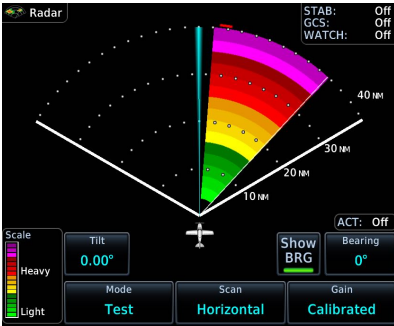 Radar
STAB: Off
GCS: Off
WATCH: Off
40 NM
30 NM
20 NM
10 NM
ACT: Off
Scale
Heavy
Light
Tilt
0.00°
Show
BRG
Bearing
0°
Mode
Test
Scan
Horizontal
Gain
Calibrated